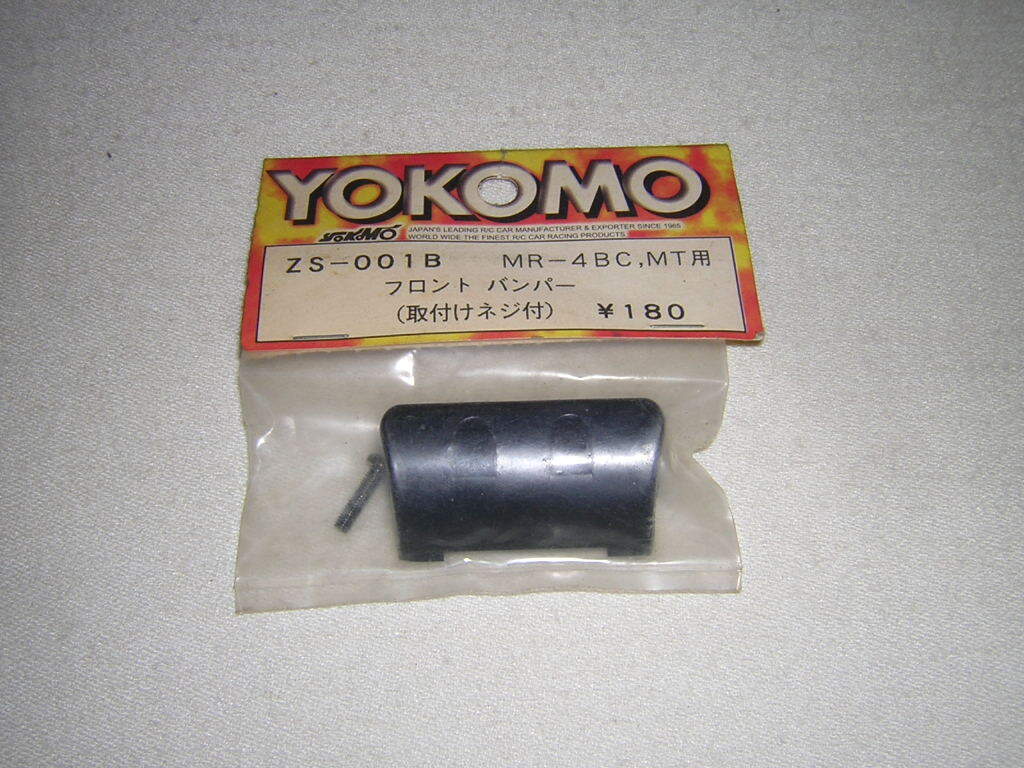 YOKOMO
YOKOMO JAPAN'S LEADING R/C CAR MANUFACTURER & EXPORTER SINCE 1965
WORLD WIDE THE FINEST R/C CAR RACING PRODUCTS
ZS-001B MR-4BC,MT用
フロント バンパー
(取付けネジ付) ¥180